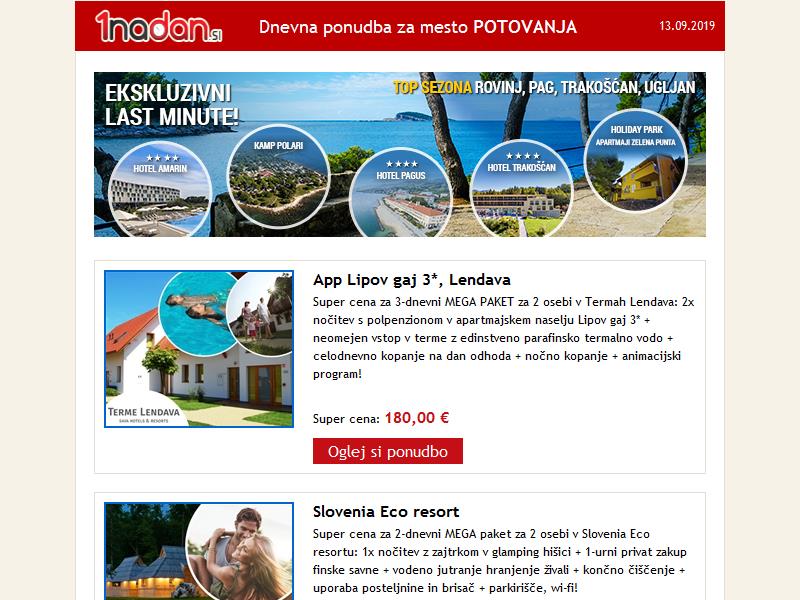 1nadan.SI
Dnevna ponudba za mesto POTOVANJA
13.09.2019
EKSKLUZIVNI
LAST MINUTE!
TOP SEZONA ROVINJ, PAG, TRAKOŠĆAN, UGLJAN
★★★★
HOTEL AMARIN
KAMP POLARI
★★★★
HOTEL PAGUS
★★★★
HOTEL TRAKOŠĆAN
HOLIDAY PARK
APARTMAJI ZELENA PUNTA
TERME LENDAVA
SAVA HOTELS & RESORTS
App Lipov gaj 3*, Lendava
Super cena za 3-dnevni MEGA PAKET za 2 osebi v Termah Lendava: 2x
nočitev s polpenzionom v apartmajskem naselju Lipov gaj 3* +
neomejen vstop v terme z edinstveno parafinsko termalno vodo +
celodnevno kopanje na dan odhoda + nočno kopanje + animacijski
program!
Super cena: 180,00 €
Oglej si ponudbo
Slovenia Eco resort
Super cena za 2-dnevni MEGA paket za 2 osebi v Slovenia Eco
resortu: 1x nočitev z zajtrkom v glamping hišici + 1-urni privat zakup
finske savne + vodeno jutranje hranjenje živali + končno čiščenje +
uporaba posteljnine in brisač + parkirišče, wi-fi!